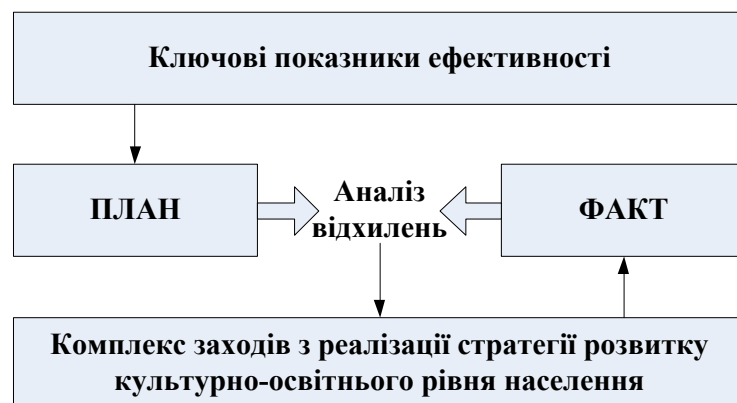 Ключові показники ефективності
ПЛАН
Аналіз
відхилень
ФАКТ
Комплекс заходів з реалізації стратегії розвитку
культурно-освітнього рівня населення